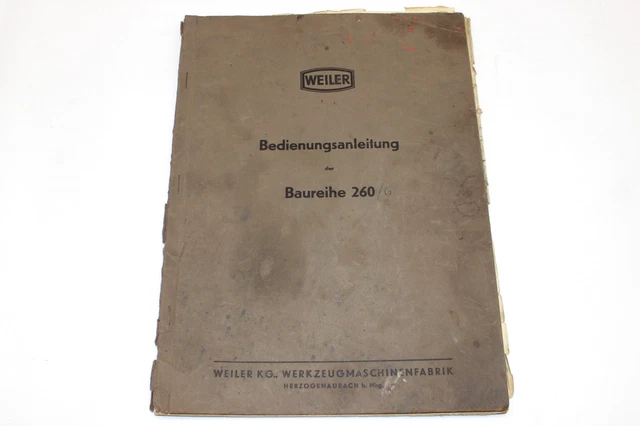 WEILER
Bedienungsanleitung
der
Baureihe 260
WEILER KG., WERKZEUGMASCHINENFABRIK
HERZOGENAURACH b. Nbg.